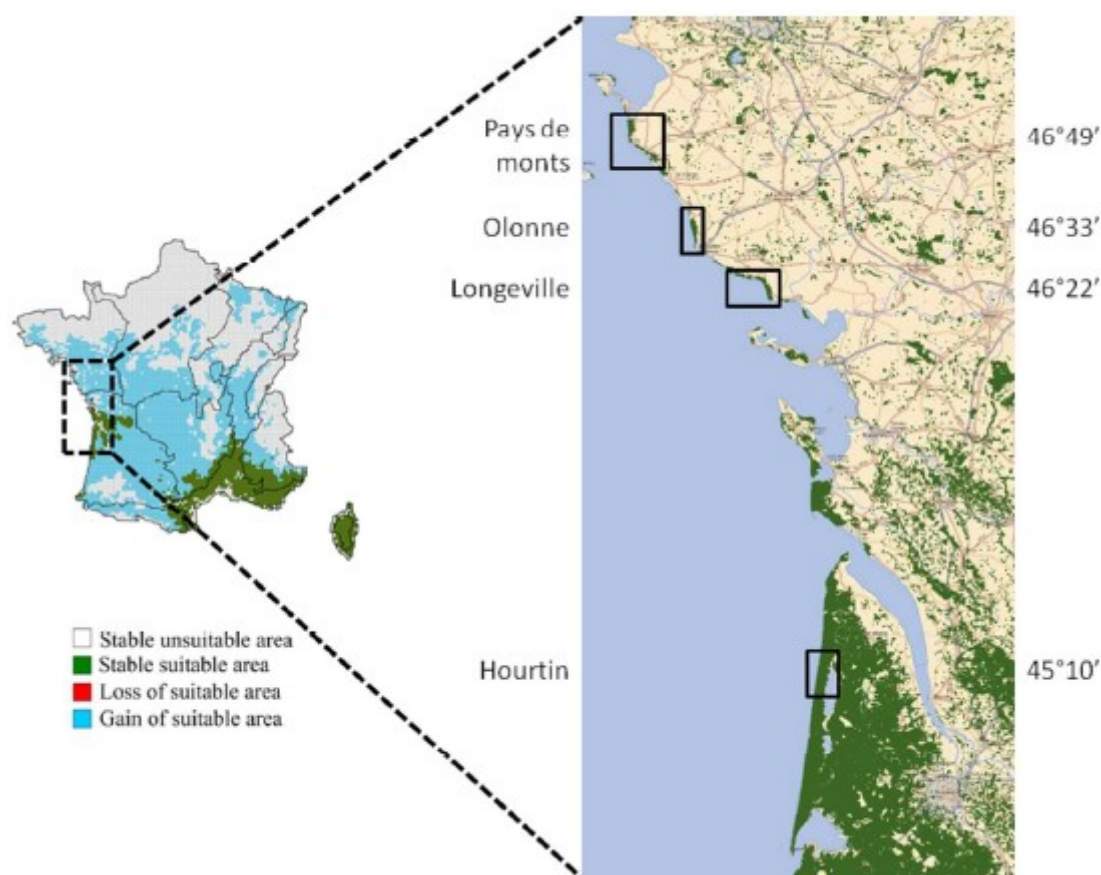 Pays de
monts
46°49′
Olonne
46°33′
Longeville
46°22′
Hourtin
45°10′
Stable unsuitable area
Stable suitable area
Loss of suitable area
Gain of suitable area